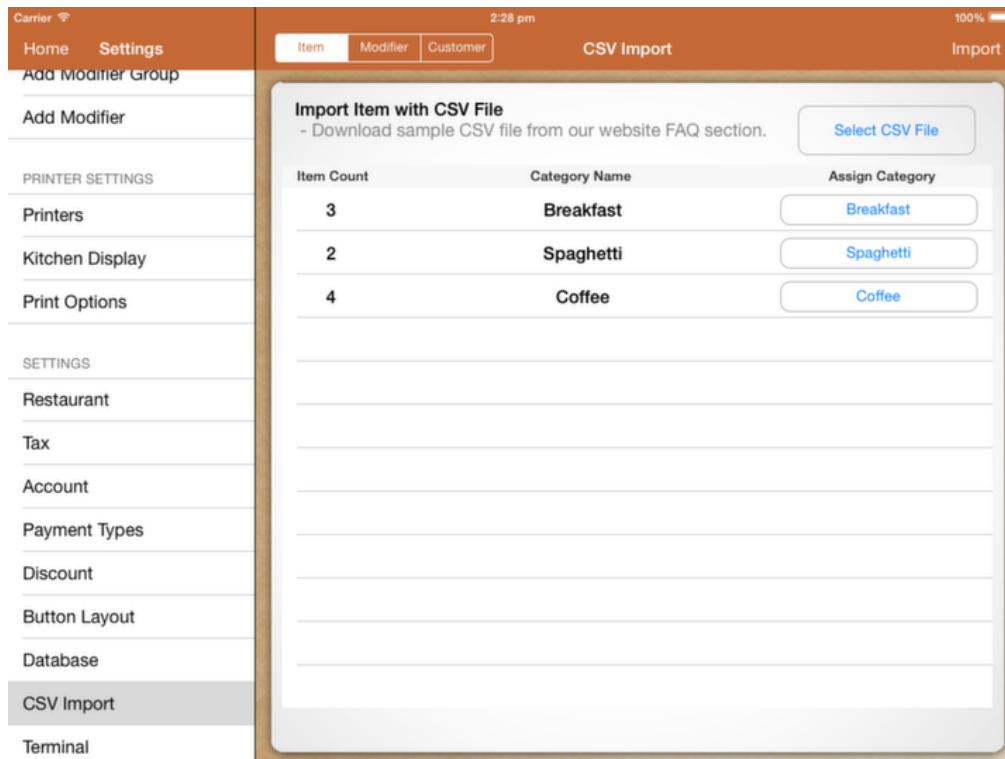 Carrier 2:28 pm 100%
Home Settings Item Modifier Customer CSV Import Import
Add Modifier Group
Add Modifier
PRINTER SETTINGS
Printers
Kitchen Display
Print Options
SETTINGS
Restaurant
Tax
Account
Payment Types
Discount
Button Layout
Database
CSV Import
Terminal
Import Item with CSV File
- Download sample CSV file from our website FAQ section.
Select CSV File
Item Count Category Name Assign Category
3 Breakfast Breakfast
2 Spaghetti Spaghetti
4 Coffee Coffee